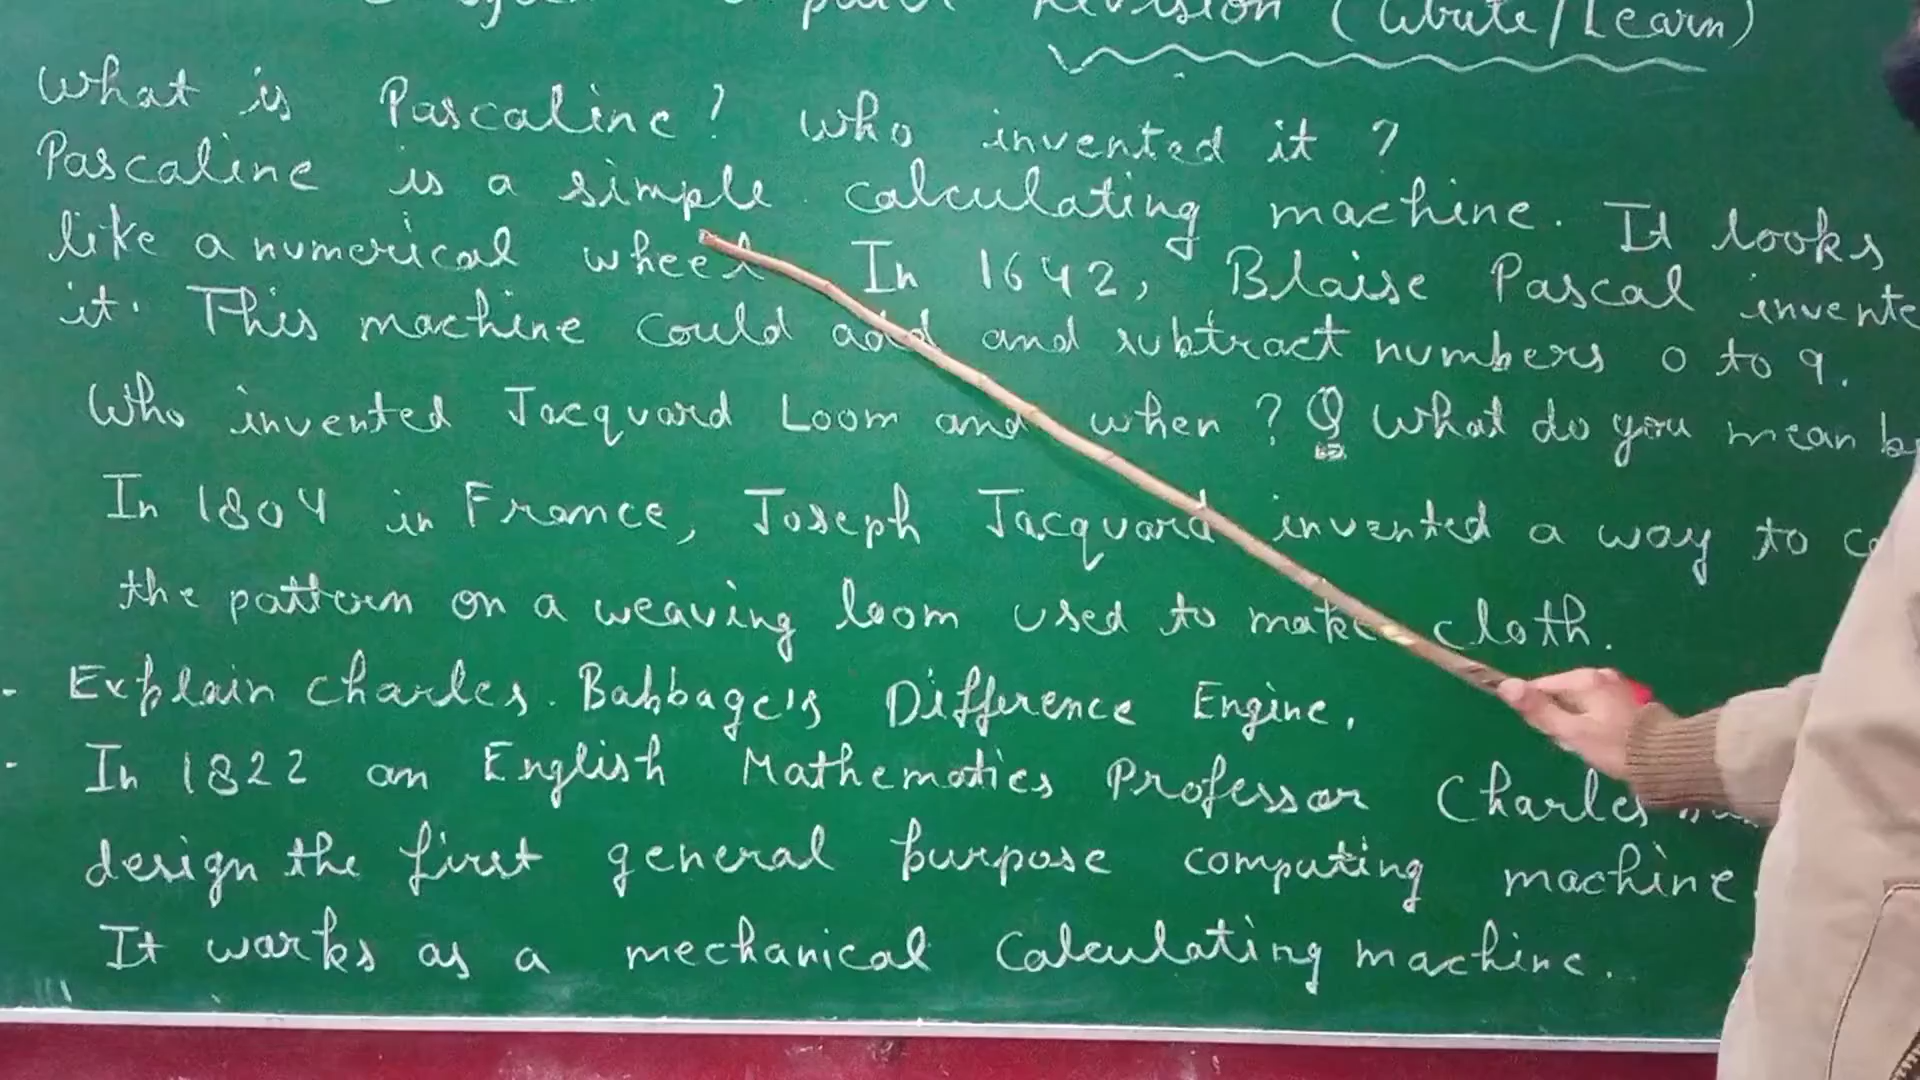 Revision (Write/Learn)
What is Pascaline? Who invented it ?
Pascaline is a simple calculating machine. It looks
like a numerical wheel In 1642, Blaise Pascal invente
it. This machine could add and subtract numbers 0 to 9.
Who invented Jacquard Loom and when ? Q What do you mean by
In 1804 in France, Joseph Jacquard invented a way to
the pattern on a weaving loom used to make cloth.
- Explain Charles. Babbage's Difference Engine.
- In 1822 an English Mathematics Professor Charles
design the first general purpose computing machine.
It works as a mechanical Calculating machine.